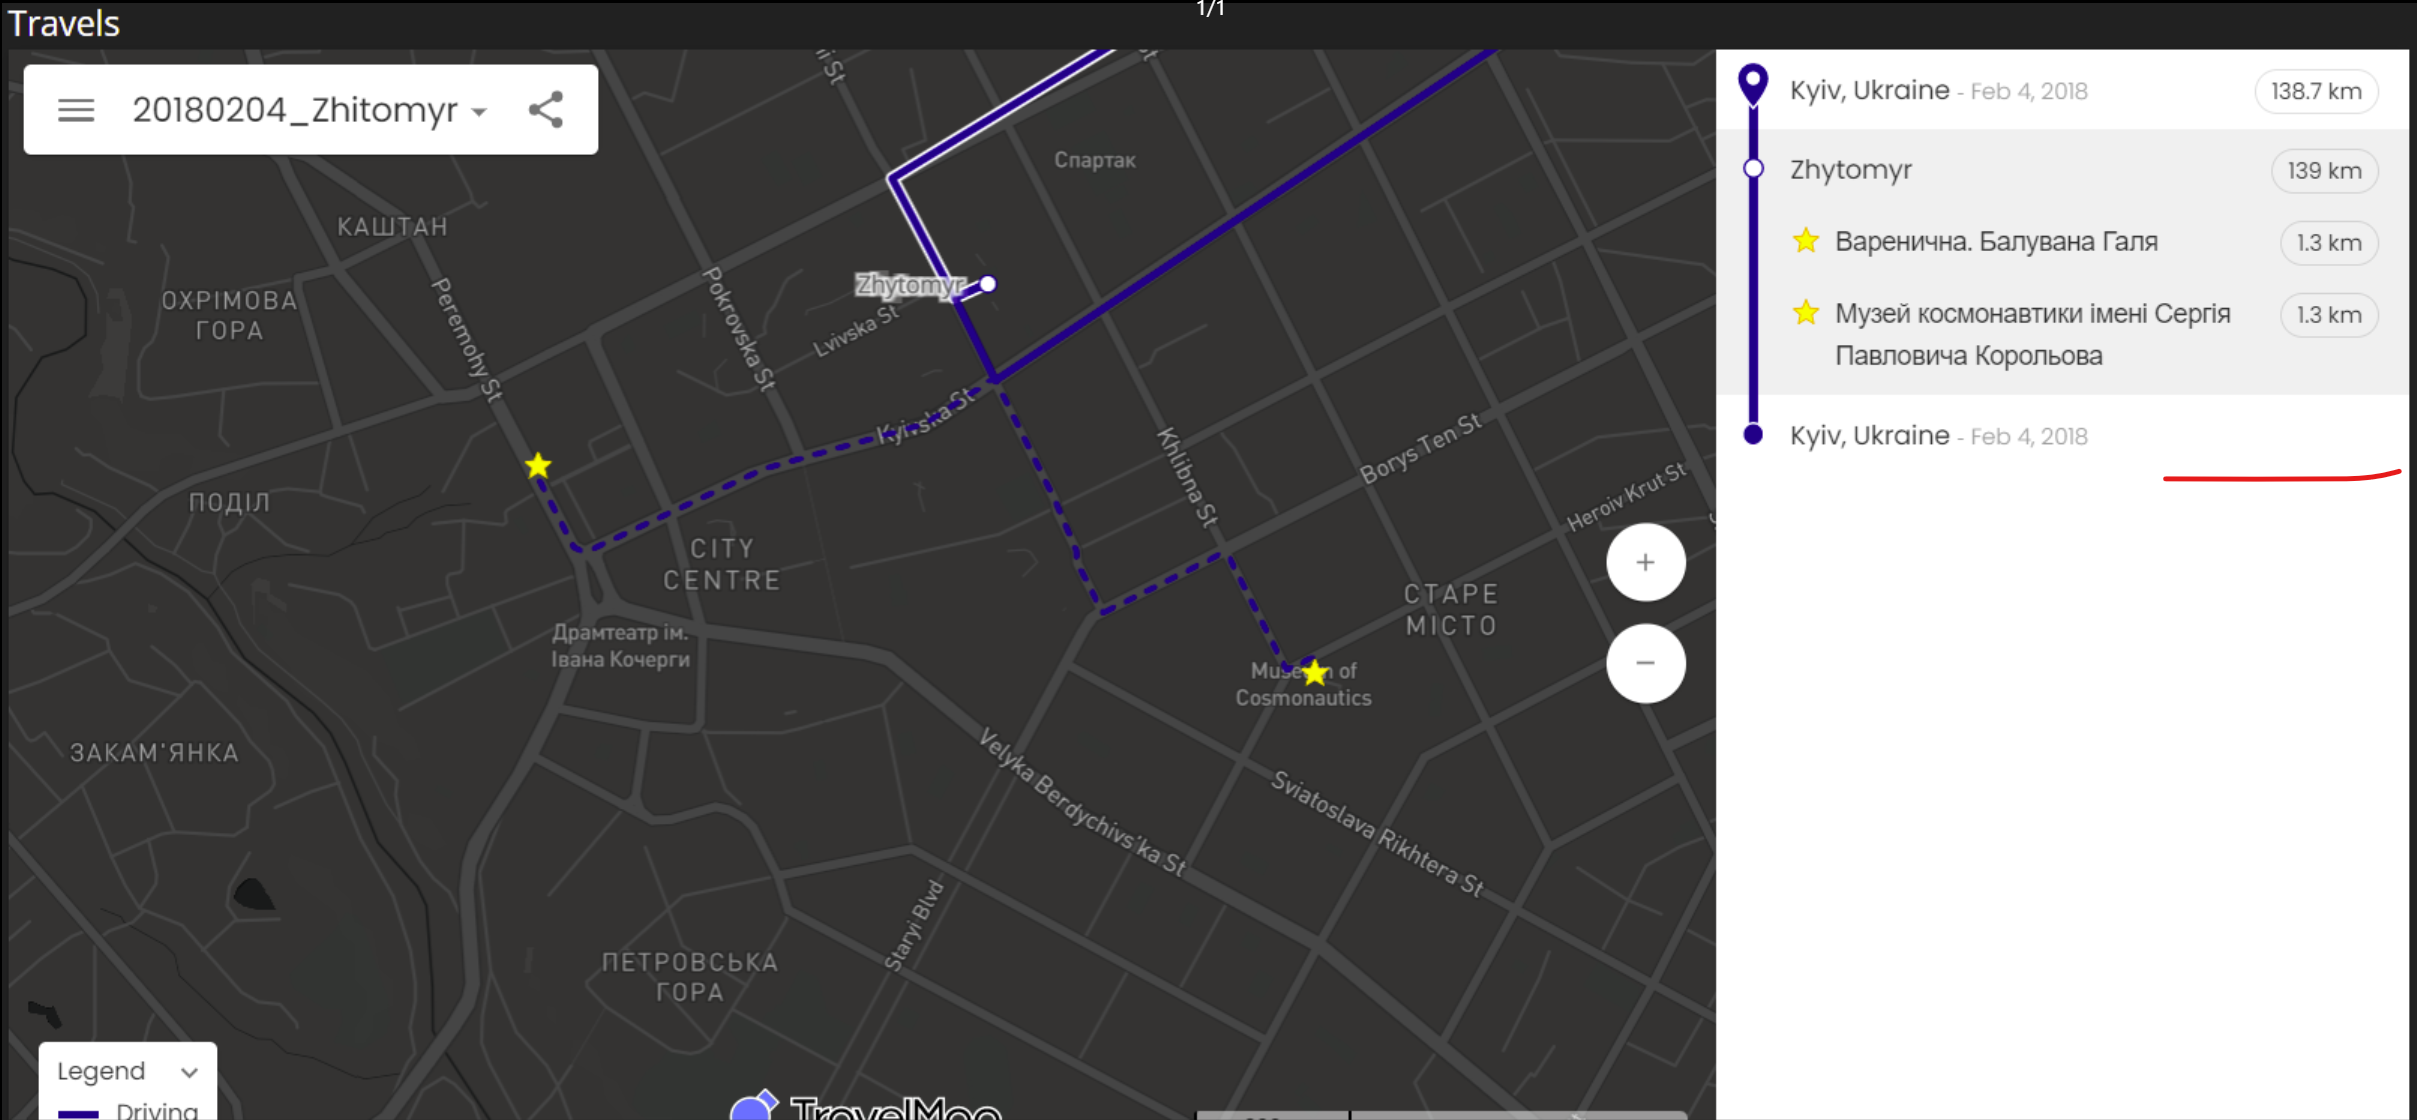 1/1
Travels
20180204_Zhitomyr
Kyiv, Ukraine - Feb 4, 2018
138.7 km
Zhytomyr
139 km
Варенична. Балувана Галя
1.3 km
Музей космонавтики імені Сергія
Павловича Корольова
1.3 km
Kyiv, Ukraine - Feb 4, 2018
Спартак
КАШТАН
ОХРІМОВА
ГОРА
Peremohy St
Pokrovska St
Zhytomyr
Lvivska St
Kyivska St
Khlibna St
Borys Ten St
Heroiv Krut St
ПОДІЛ
CITY
CENTRE
СТАРЕ
МІСТО
Драмтеатр ім.
Івана Кочерги
Museum of
Cosmonautics
ЗАКАМ'ЯНКА
Velyka Berdychivs'ka St
Sviatoslava Rikhtera St
Staryi Blvd
ПЕТРОВСЬКА
ГОРА
Legend
Driving